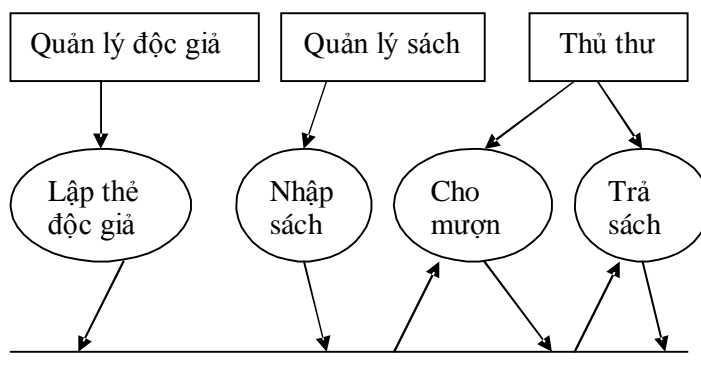 Quản lý độc giả
Quản lý sách
Thủ thư
Lập thẻ
độc giả
Nhập
sách
Cho
mượn
Trả
sách